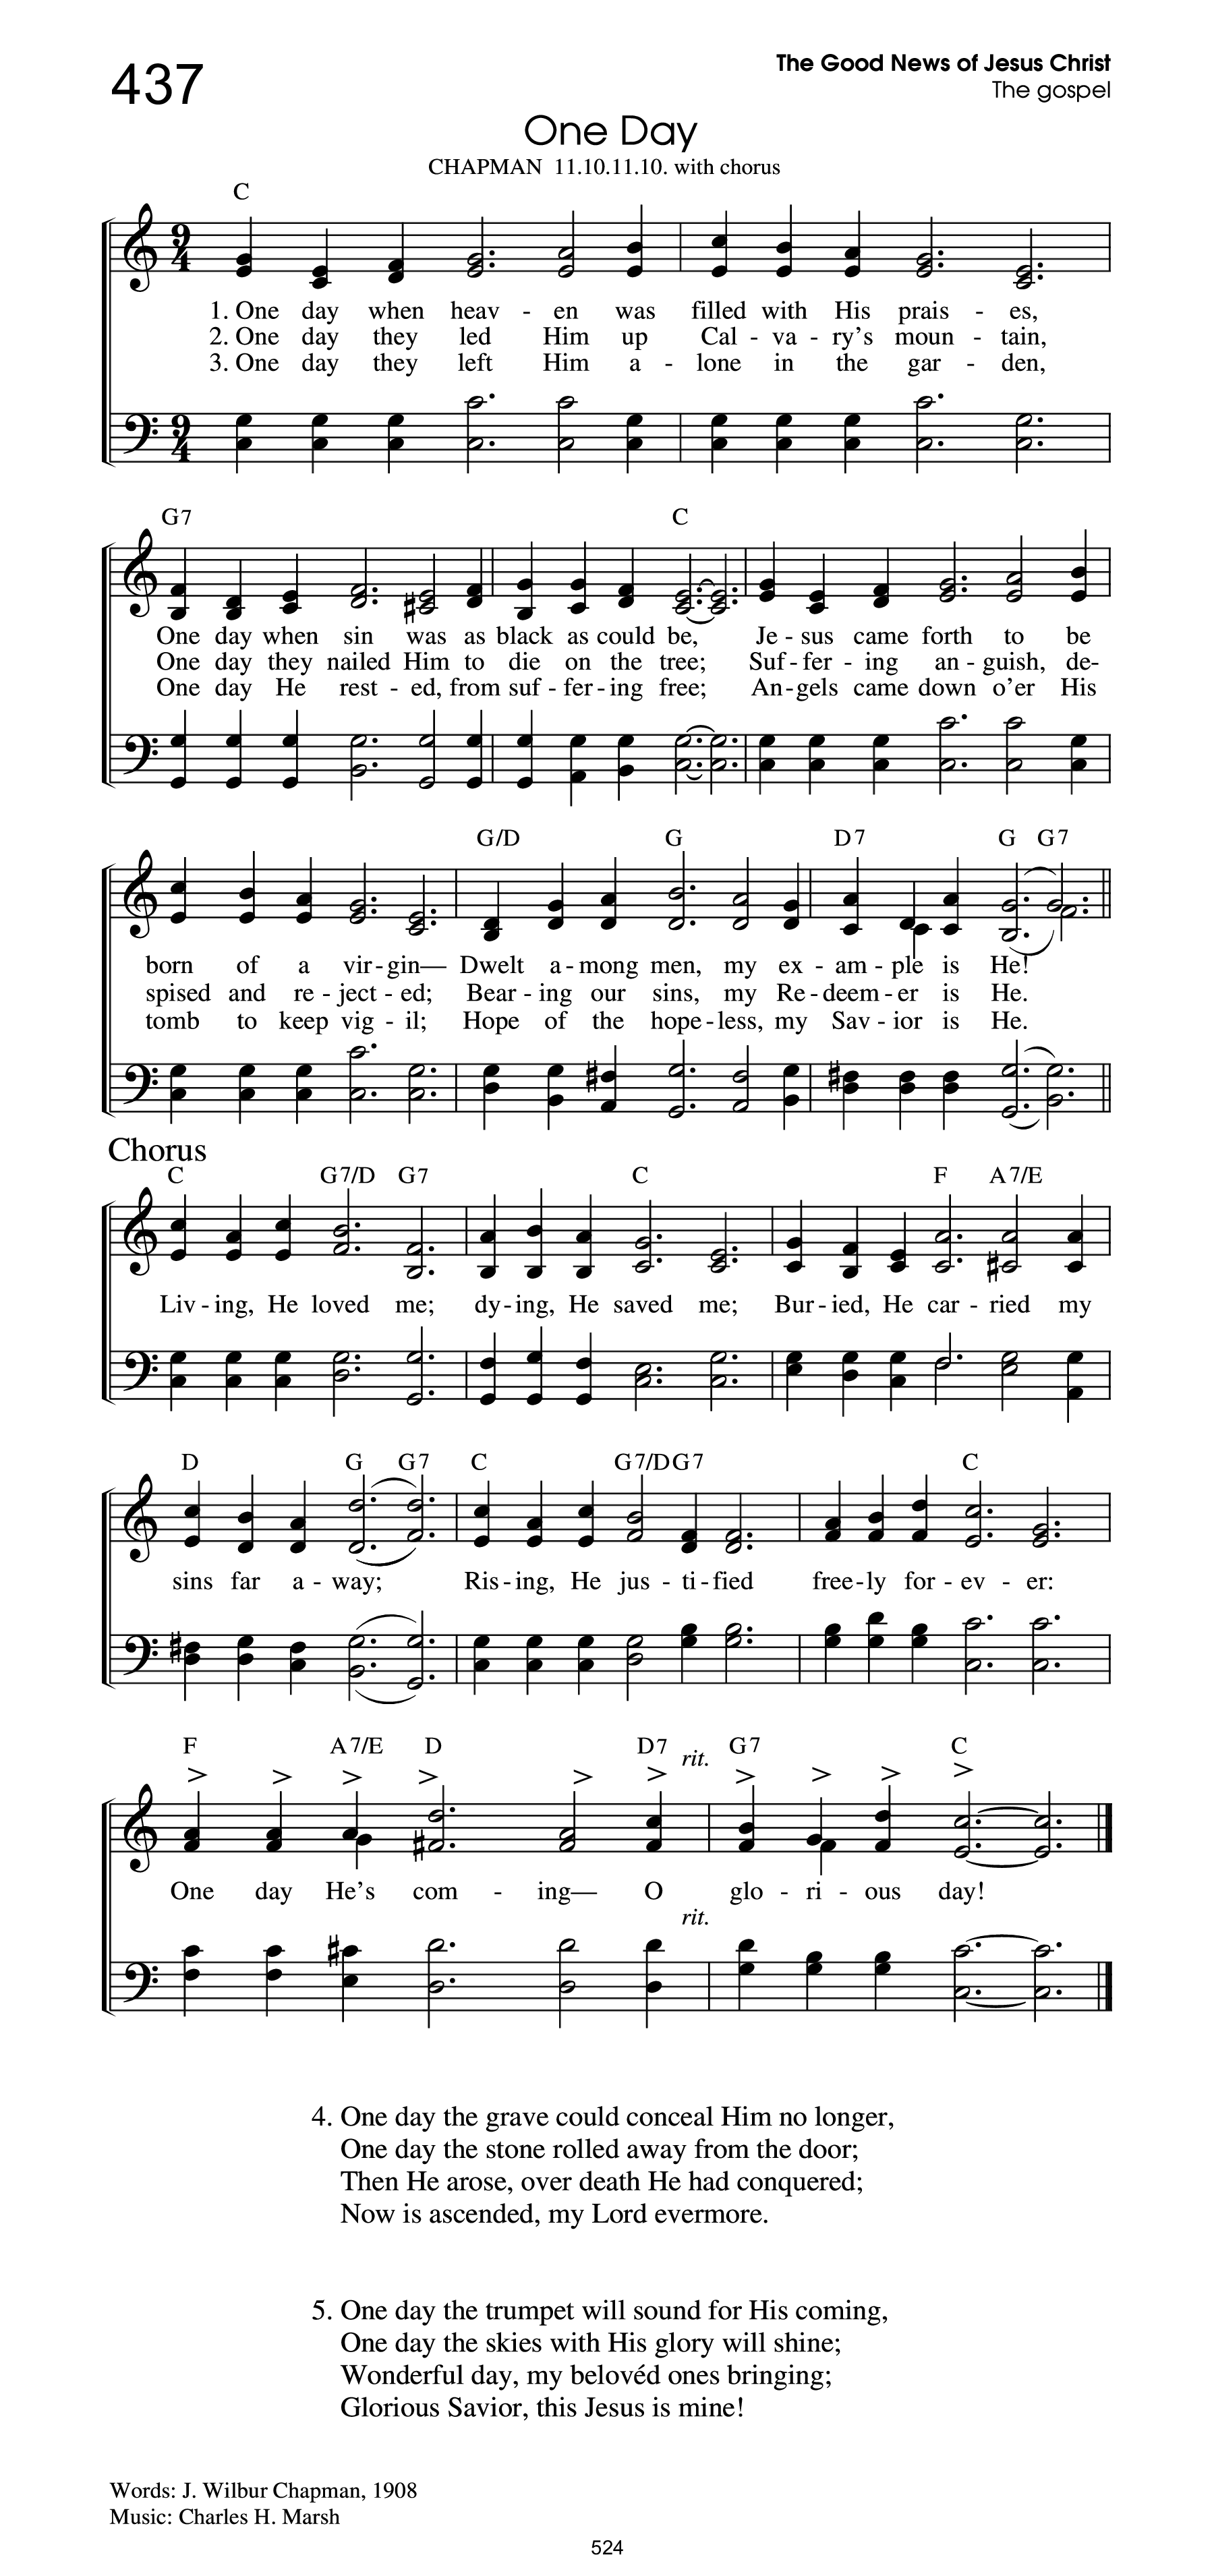 437
The Good News of Jesus Christ
The gospel
One Day
CHAPMAN 11.10.11.10. with chorus
C
9
4
1. One day when heav - en was filled with His prais - es,
2. One day they led Him up Cal - va - ry's moun - tain,
3. One day they left Him a - lone in the gar - den,
9
4
G7 C
One day when sin was as black as could be, Je - sus came forth to be
One day they nailed Him to die on the tree; Suf - fer - ing an - guish, de-
One day He rest - ed, from suf - fer - ing free; An - gels came down o'er His
G/D G D7 G G7
born of a vir - gin— Dwelt a - mong men, my ex - am - ple is He!
spised and re - ject - ed; Bear - ing our sins, my Re - deem - er is He.
tomb to keep vig - il; Hope of the hope - less, my Sav - ior is He.
Chorus
C G7/D G7 C F A7/E
Liv - ing, He loved me; dy - ing, He saved me; Bur - ied, He car - ried my
D G G7 C G7/D G7 C
sins far a - way; Ris - ing, He jus - ti - fied free - ly for - ev - er:
F A7/E D D7 rit. G7 C
One day He's com - ing— O glo - ri - ous day!
rit.
4. One day the grave could conceal Him no longer,
One day the stone rolled away from the door;
Then He arose, over death He had conquered;
Now is ascended, my Lord evermore.
5. One day the trumpet will sound for His coming,
One day the skies with His glory will shine;
Wonderful day, my belovéd ones bringing;
Glorious Savior, this Jesus is mine!
Words: J. Wilbur Chapman, 1908
Music: Charles H. Marsh
524